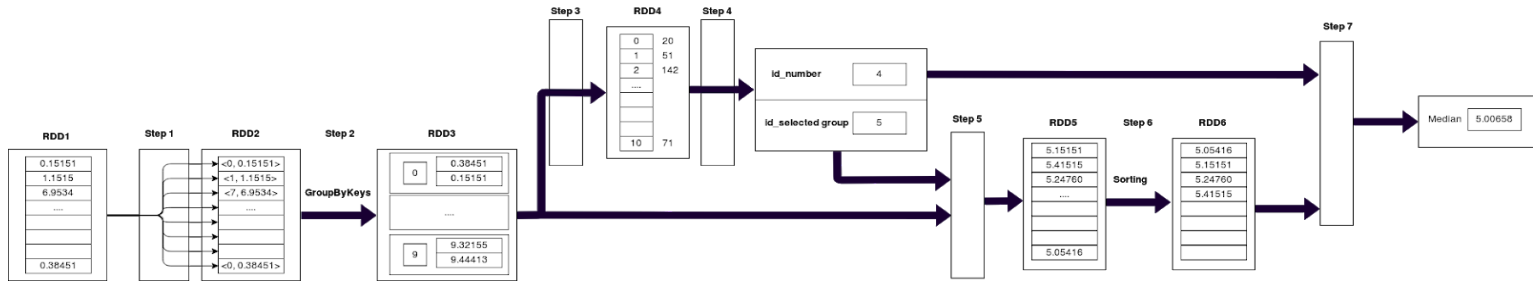 RDD1
0.15151
1.1515
6.9534
....
0.38451
Step 1
RDD2
<0, 0.15151>
<1, 1.1515>
<7, 6.9534>
....
<0, 0.38451>
Step 2
GroupByKeys
RDD3
0
0.38451
0.15151
....
9
9.32155
9.44413
Step 3
RDD4
0 20
1 51
2 142
....
10 71
Step 4
id_number 4
id_selected group 5
Step 5
RDD5
5.15151
5.41515
5.24760
....
5.05416
Step 6
Sorting
RDD6
5.05416
5.15151
5.24760
5.41515
Step 7
Median 5.00658